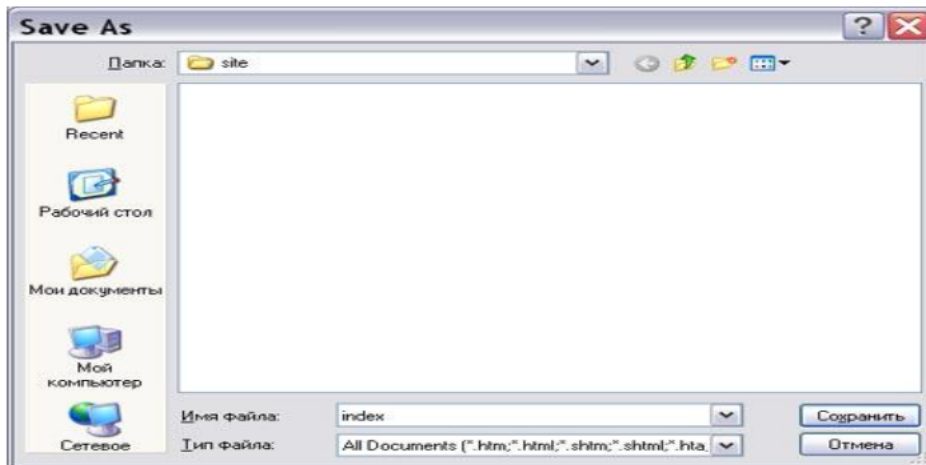 Save As
Папка:
site
Recent
Рабочий стол
Мои документы
Мой
компьютер
Сетевое
Имя файла:
index
Сохранить
Тип файла:
All Documents (*.htm;*.html;*.shtm;*.shtml;*.hta
Отмена